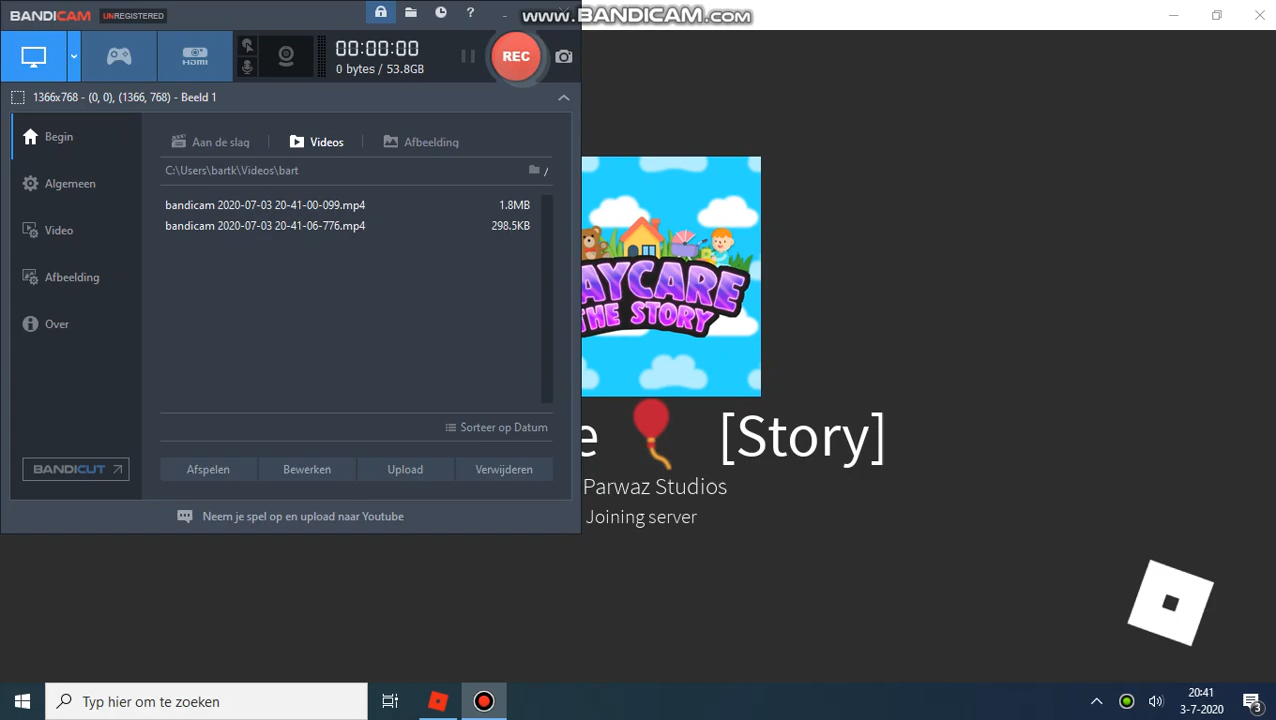 BANDICAM UNREGISTERED
www.BANDICAM.com
00:00:00
0 bytes / 53.8GB
HDMI
REC
1366x768 - (0, 0), (1366, 768) - Beeld 1
Begin
Algemeen
Video
Afbeelding
Over
BANDICUT
Aan de slag
Videos
Afbeelding
C:\Users\bartk\Videos\bart
/
bandicam 2020-07-03 20-41-00-099.mp4 1.8MB
bandicam 2020-07-03 20-41-06-776.mp4 298.5KB
Sorteer op Datum
Afspelen Bewerken Upload Verwijderen
Neem je spel op en upload naar Youtube
AYCARE
THE STORY
e 🎈 [Story]
Parwaz Studios
Joining server
Typ hier om te zoeken
20:41
3-7-2020
3